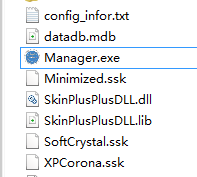 config_infor.txt
datadb.mdb
Manager.exe
Minimized.ssk
SkinPlusPlusDLL.dll
SkinPlusPlusDLL.lib
SoftCrystal.ssk
XPCorona.ssk